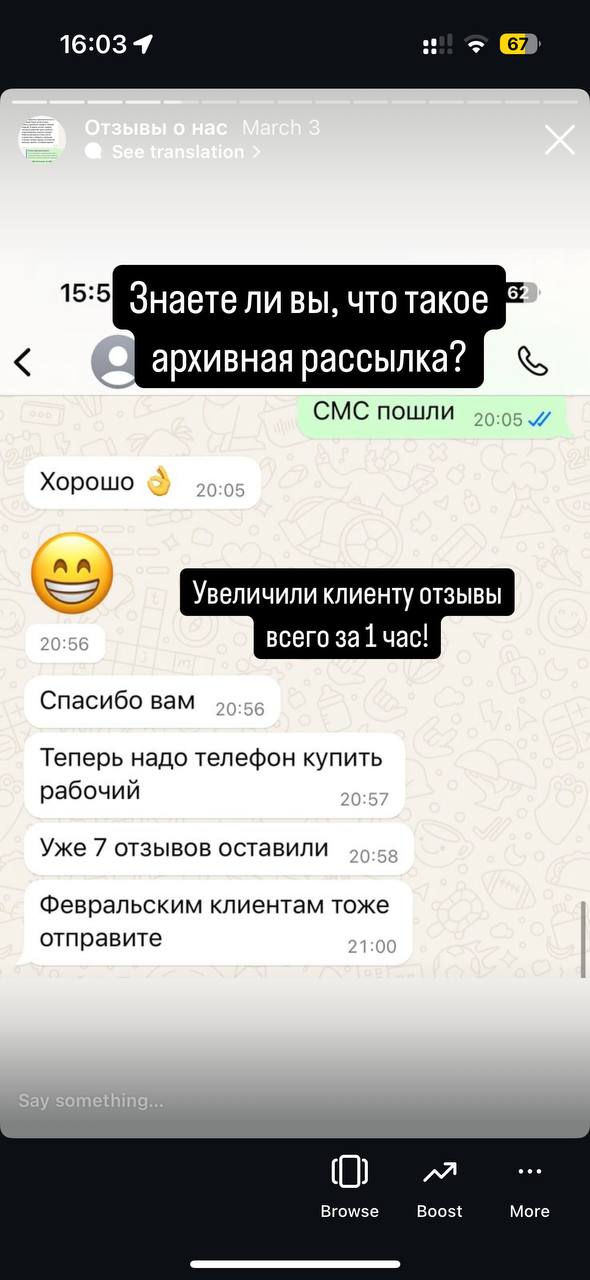 16:03
67
Отзывы о нас March 3
See translation >
15:5
62
Знаете ли вы, что такое
архивная рассылка?
СМС пошли 20:05
Хорошо 👌 20:05
😁
20:56
Увеличили клиенту отзывы
всего за 1 час!
Спасибо вам 20:56
Теперь надо телефон купить
рабочий 20:57
Уже 7 отзывов оставили 20:58
Февральским клиентам тоже
отправите 21:00
Say something...
Browse Boost More